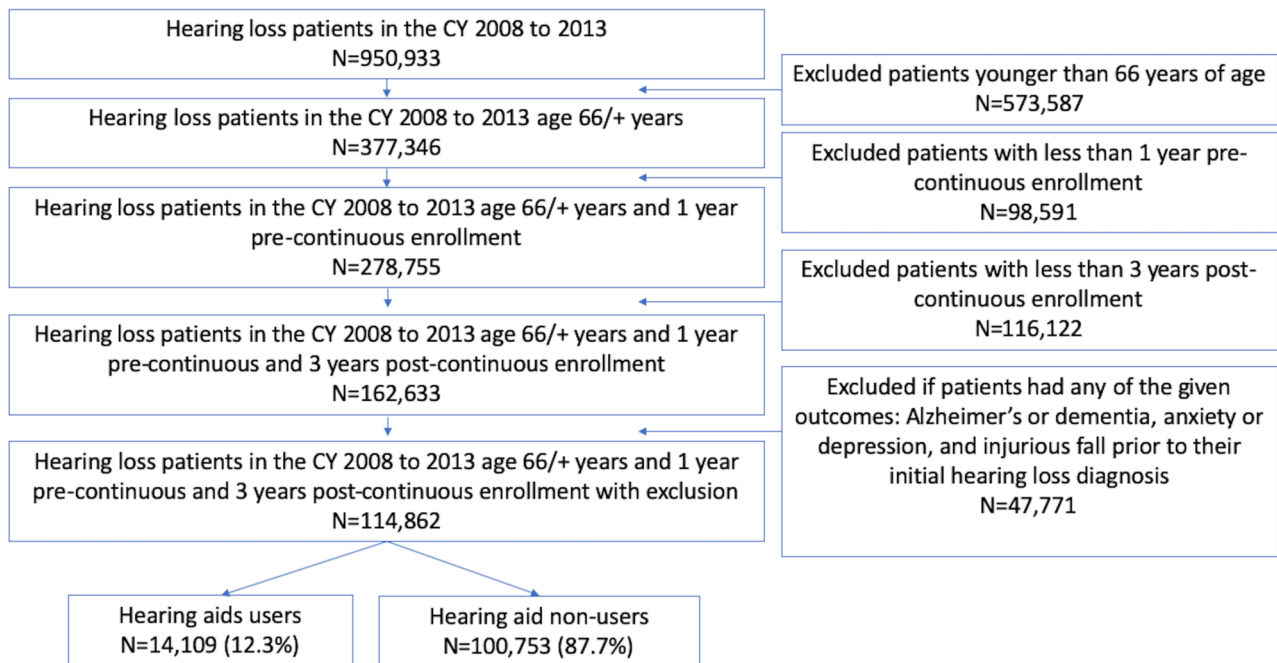 Hearing loss patients in the CY 2008 to 2013
N=950,933
Excluded patients younger than 66 years of age
N=573,587
Hearing loss patients in the CY 2008 to 2013 age 66/+ years
N=377,346
Excluded patients with less than 1 year pre-
continuous enrollment
N=98,591
Hearing loss patients in the CY 2008 to 2013 age 66/+ years and 1 year
pre-continuous enrollment
N=278,755
Excluded patients with less than 3 years post-
continuous enrollment
N=116,122
Hearing loss patients in the CY 2008 to 2013 age 66/+ years and 1 year
pre-continuous and 3 years post-continuous enrollment
N=162,633
Excluded if patients had any of the given
outcomes: Alzheimer’s or dementia, anxiety or
depression, and injurious fall prior to their
initial hearing loss diagnosis
N=47,771
Hearing loss patients in the CY 2008 to 2013 age 66/+ years and 1 year
pre-continuous and 3 years post-continuous enrollment with exclusion
N=114,862
Hearing aids users
N=14,109 (12.3%)
Hearing aid non-users
N=100,753 (87.7%)